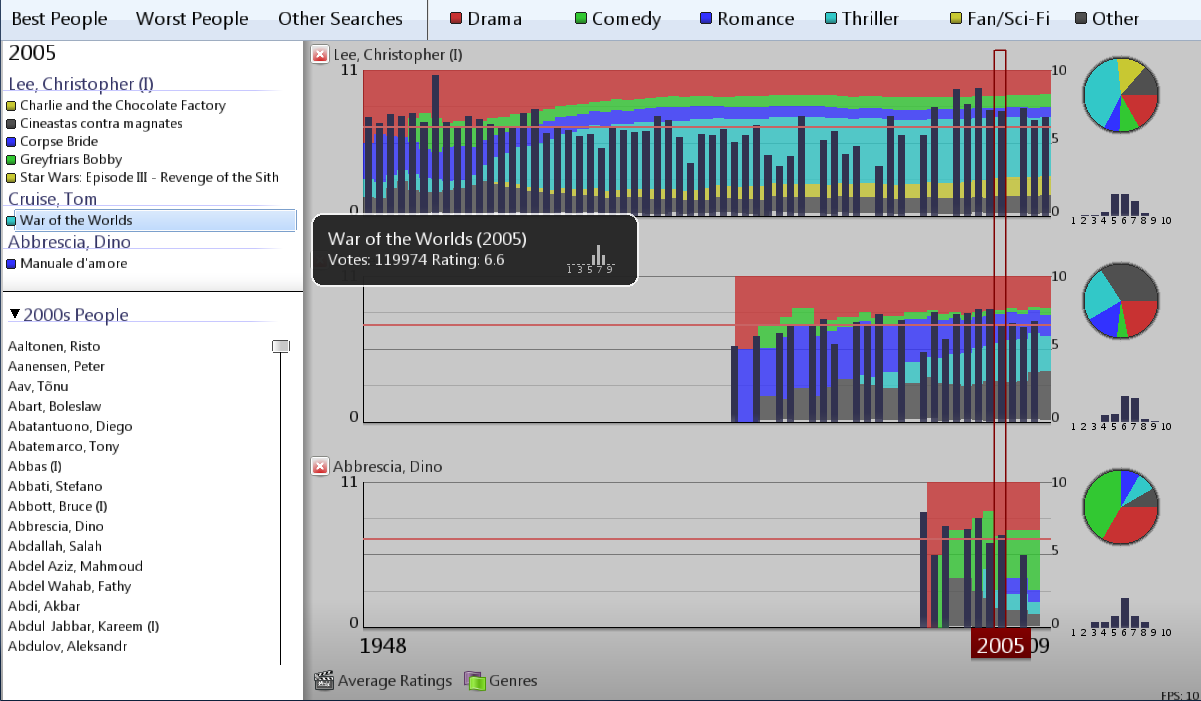 Best People Worst People Other Searches Drama Comedy Romance Thriller Fan/Sci-Fi Other
2005
Lee, Christopher (I)
Charlie and the Chocolate Factory
Cineastas contra magnates
Corpse Bride
Greyfriars Bobby
Star Wars: Episode III - Revenge of the Sith
Cruise, Tom
War of the Worlds
Abbrescia, Dino
Manuale d'amore
2000s People
Aaltonen, Risto
Aanensen, Peter
Aav, Tõnu
Abart, Boleslaw
Abatantuono, Diego
Abatemarco, Tony
Abbas (I)
Abbati, Stefano
Abbott, Bruce (I)
Abbrescia, Dino
Abdallah, Salah
Abdel Aziz, Mahmoud
Abdel Wahab, Fathy
Abdi, Akbar
Abdul Jabbar, Kareem (I)
Abdulov, Aleksandr
Lee, Christopher (I)
11 10
5
0 0
1 2 3 4 5 6 7 8 9 10
War of the Worlds (2005)
Votes: 119974 Rating: 6.6
1 3 5 7 9
10
5
0 0
1 2 3 4 5 6 7 8 9 10
Abbrescia, Dino
11 10
5
0 0
1 2 3 4 5 6 7 8 9 10
1948 2005 09
Average Ratings Genres
FPS: 10